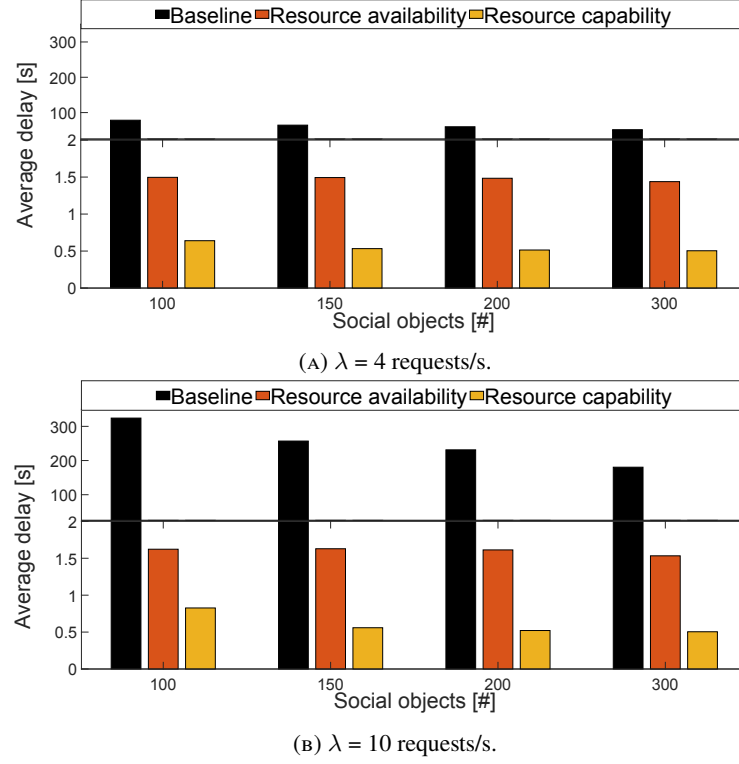 Baseline Resource availability Resource capability
Average delay [s]
300
200
100
2
1.5
1
0.5
0
100 150 200 300
Social objects [#]
(A) λ = 4 requests/s.
Baseline Resource availability Resource capability
Average delay [s]
300
200
100
2
1.5
1
0.5
0
100 150 200 300
Social objects [#]
(B) λ = 10 requests/s.